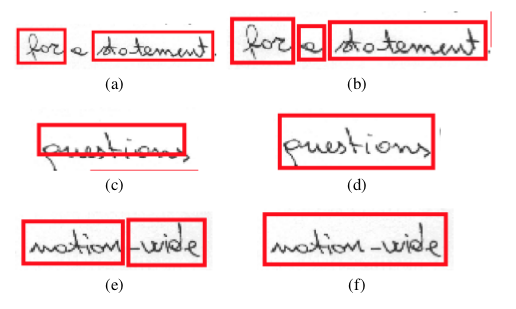 for a statement. for a statement.
(a) (b)
questions questions
(c) (d)
nation-wide nation-wide
(e) (f)